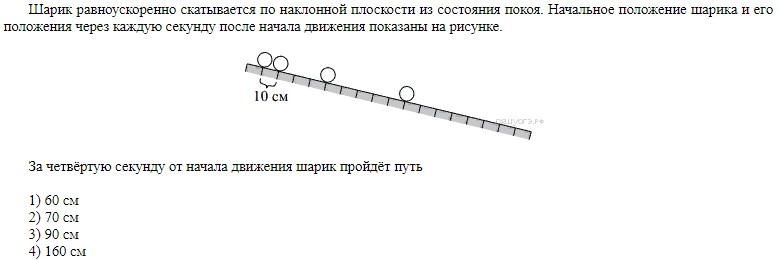 Шарик равноускоренно скатывается по наклонной плоскости из состояния покоя. Начальное положение шарика и его
положения через каждую секунду после начала движения показаны на рисунке.
10 см
РЕШУОГЭ.РФ
За четвёртую секунду от начала движения шарик пройдёт путь
1) 60 см
2) 70 см
3) 90 см
4) 160 см